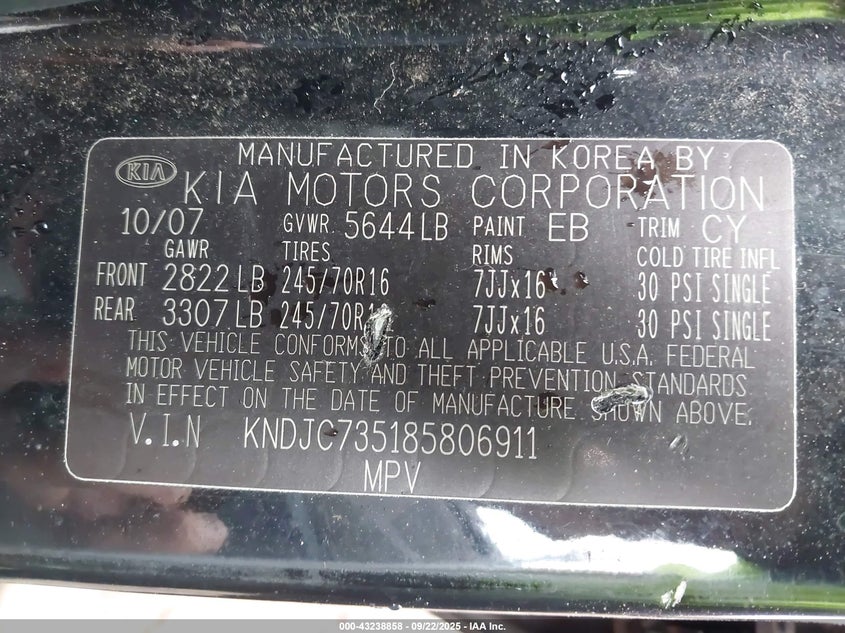 MANUFACTURED IN KOREA BY
KIA KIA MOTORS CORPORATION
10/07 GVWR 5644LB PAINT EB TRIM CY
GAWR TIRES RIMS COLD TIRE INFL
FRONT 2822LB 245/70R16 7JJx16 30 PSI SINGLE
REAR 3307LB 245/70R 7JJx16 30 PSI SINGLE
THIS VEHICLE CONFORMS TO ALL APPLICABLE U.S.A. FEDERAL
MOTOR VEHICLE SAFETY AND THEFT PREVENTION STANDARDS
IN EFFECT ON THE DATE OF MANUFACTURE SHOWN ABOVE.
V.I.N KNDJC735185806911
MPV
000-43238858 - 09/22/2025 - IAA Inc.